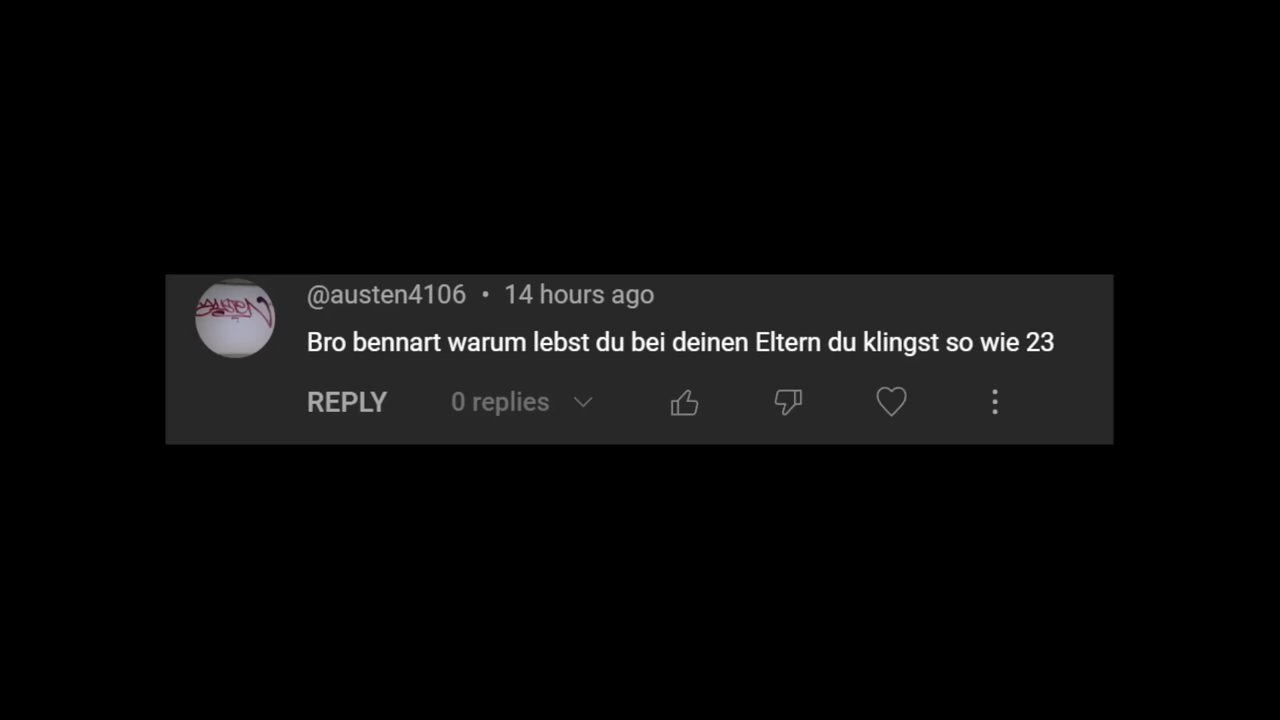 @austen4106 • 14 hours ago
Bro bennart warum lebst du bei deinen Eltern du klingst so wie 23
REPLY 0 replies